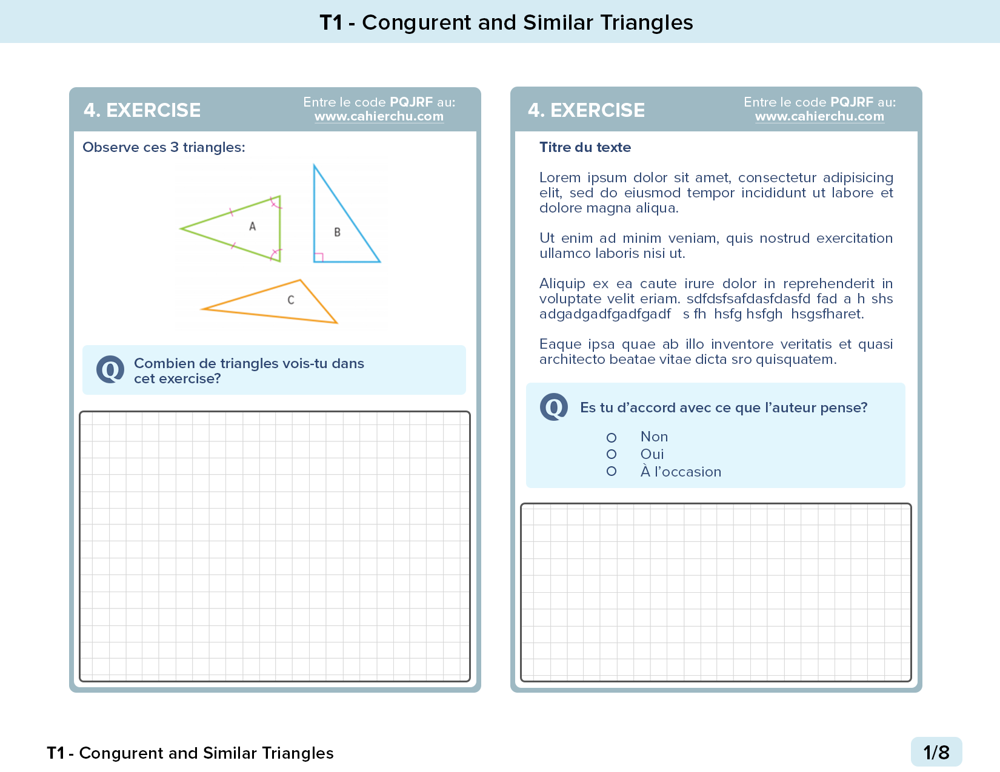 T1 - Congurent and Similar Triangles
4. EXERCISE
Entre le code PQJRF au:
www.cahierchu.com
Observe ces 3 triangles:
A
B
C
Q
Combien de triangles vois-tu dans
cet exercise?
4. EXERCISE
Entre le code PQJRF au:
www.cahierchu.com
Titre du texte
Lorem ipsum dolor sit amet, consectetur adipisicing
elit, sed do eiusmod tempor incididunt ut labore et
dolore magna aliqua.
Ut enim ad minim veniam, quis nostrud exercitation
ullamco laboris nisi ut.
Aliquip ex ea caute irure dolor in reprehenderit in
voluptate velit eriam. sdfdsfsafdasfdasfd fad a h shs
adgadgadfgadfgadf s fh hsfg hsfgh hsgsfharet.
Eaque ipsa quae ab illo inventore veritatis et quasi
architecto beatae vitae dicta sro quisquatem.
Q
Es tu d’accord avec ce que l’auteur pense?
Non
Oui
À l’occasion
T1 - Congurent and Similar Triangles
1/8